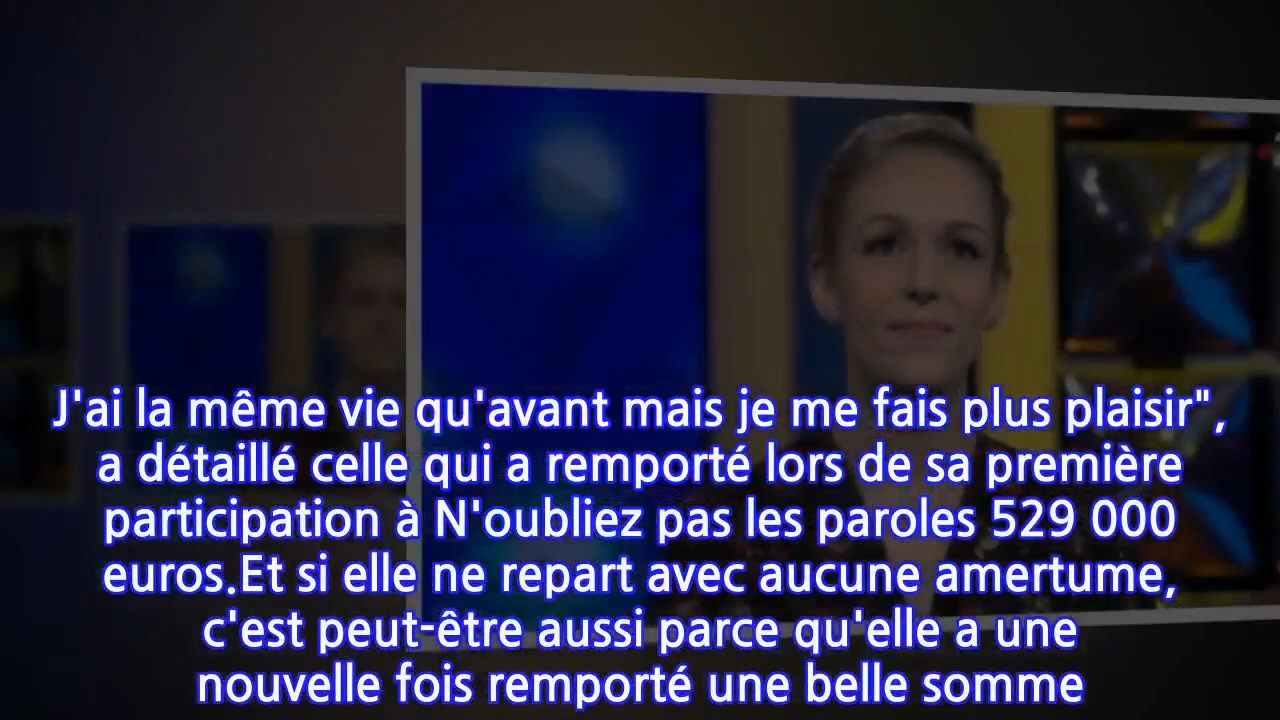 J'ai la même vie qu'avant mais je me fais plus plaisir",
a détaillé celle qui a remporté lors de sa première
participation à N'oubliez pas les paroles 529 000
euros.Et si elle ne repart avec aucune amertume,
c'est peut-être aussi parce qu'elle a une
nouvelle fois remporté une belle somme